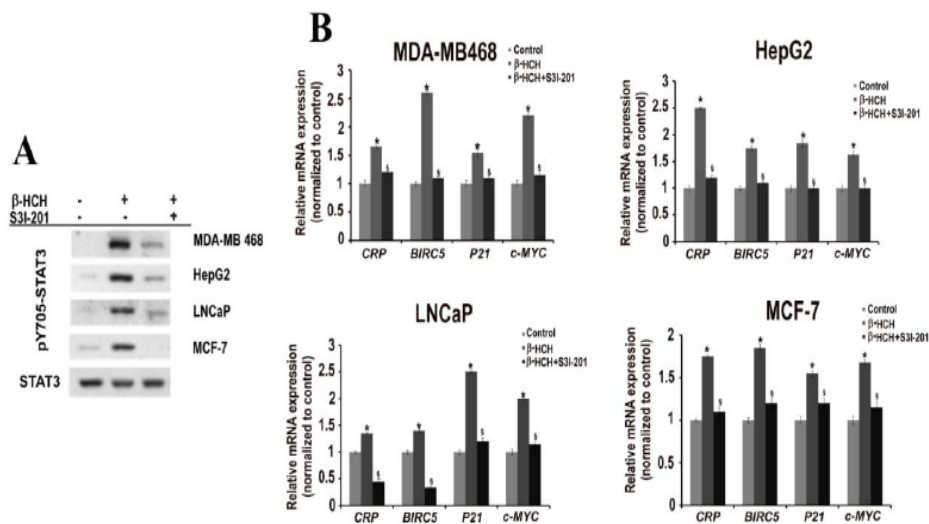 A
β-HCH - + +
S3I-201 - - +
pY705-STAT3
MDA-MB 468
HepG2
LNCaP
MCF-7
STAT3
B
MDA-MB468
Control
β-HCH
β-HCH+S3I-201
Relative mRNA expression
(normalized to control)
3
2.5
2
1.5
1
0.5
0
* § * § * § * §
CRP BIRC5 P21 c-MYC
HepG2
Control
β-HCH
β-HCH+S3I-201
Relative mRNA expression
(normalized to control)
3
2.5
2
1.5
1
0.5
0
* § * § * § * §
CRP BIRC5 P21 c-MYC
LNCaP
Control
β-HCH
β-HCH+S3I-201
Relative mRNA expression
(normalized to control)
3
2.5
2
1.5
1
0.5
0
* § * § * § * §
CRP BIRC5 P21 c-MYC
MCF-7
Control
β-HCH
β-HCH+S3I-201
Relative mRNA expression
(normalized to control)
2
1.5
1
0.5
0
* § * § * § * §
CRP BIRC5 P21 c-MYC